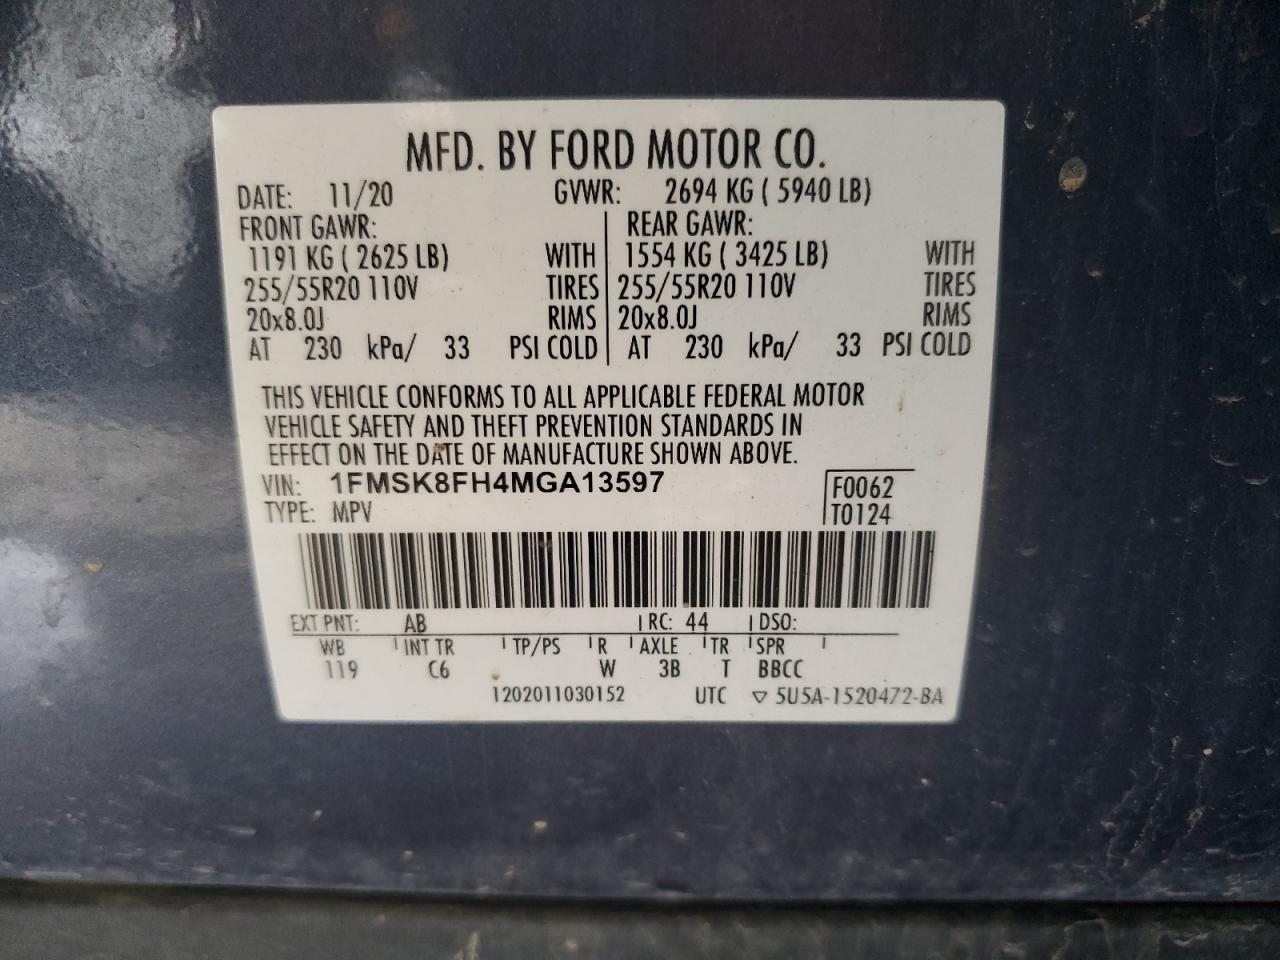 MFD. BY FORD MOTOR CO.
DATE: 11/20 GVWR: 2694 KG ( 5940 LB)
FRONT GAWR: REAR GAWR:
1191 KG ( 2625 LB) WITH 1554 KG ( 3425 LB) WITH
255/55R20 110V TIRES 255/55R20 110V TIRES
20x8.0J RIMS 20x8.0J RIMS
AT 230 kPa/ 33 PSI COLD AT 230 kPa/ 33 PSI COLD
THIS VEHICLE CONFORMS TO ALL APPLICABLE FEDERAL MOTOR
VEHICLE SAFETY AND THEFT PREVENTION STANDARDS IN
EFFECT ON THE DATE OF MANUFACTURE SHOWN ABOVE.
VIN: 1FMSK8FH4MGA13597 F0062
TYPE: MPV T0124
EXT PNT: AB RC: 44 DSO:
WB INT TR TP/PS R AXLE TR SPR
119 C6 W 3B T BBCC
1202011030152 UTC ▽ 5U5A-1520472-BA